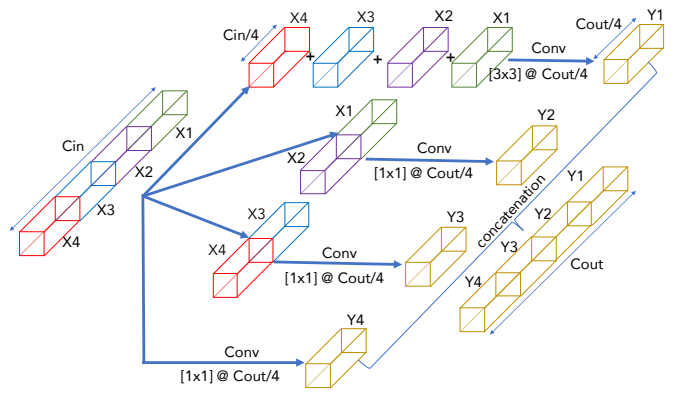 X4 X3 X2 X1 Y1
Cin/4 Cout/4
+ + +
Conv
[3x3] @ Cout/4
Cin
X1
X2
X3
X4
X1
X2
Conv
[1x1] @ Cout/4
Y2
concatenation
X3
X4
Conv
[1x1] @ Cout/4
Y3
Y1
Y2
Y3
Y4
Cout
Conv
[1x1] @ Cout/4
Y4